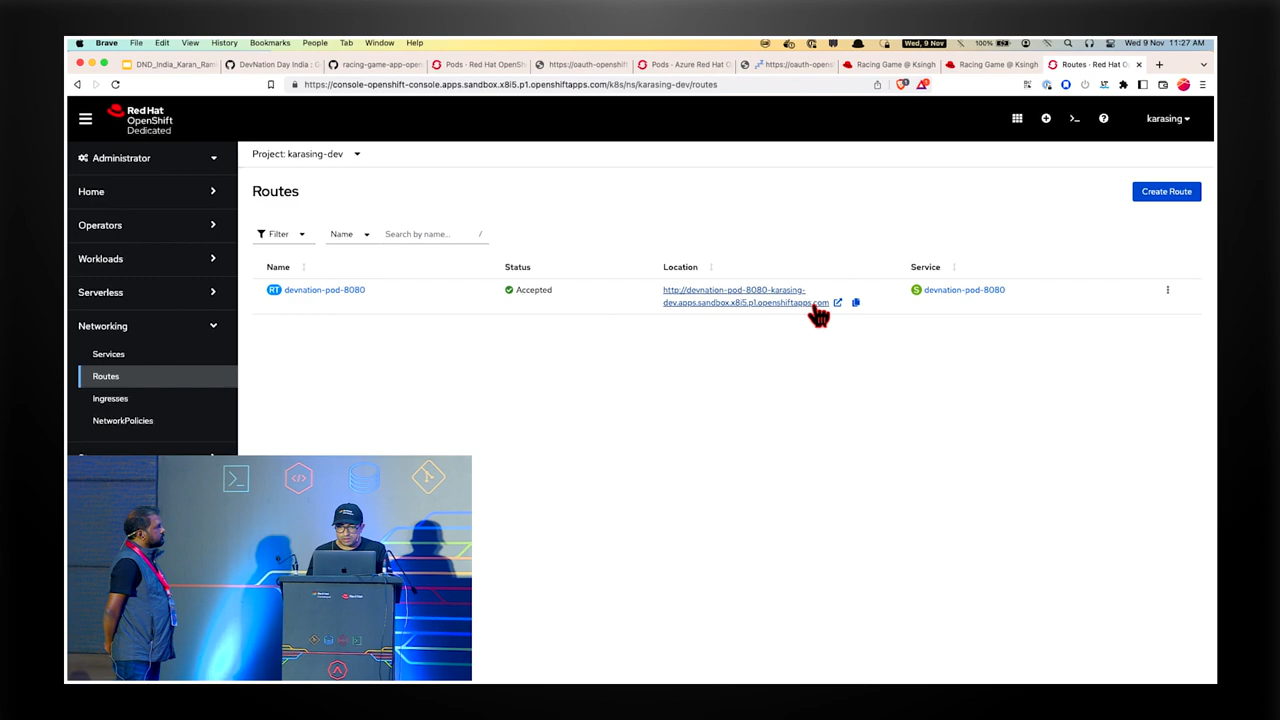 Brave File Edit View History Bookmarks People Tab Window Help Wed, 9 Nov 100% Wed 9 Nov 11:27 AM
DND_India_Karan_Ram DevNation Day India : G racing-game-app-open Pods · Red Hat OpenSh https://oauth-openshift Pods · Azure Red Hat O https://oauth-opens Racing Game @ Ksingh Racing Game @ Ksingh Routes · Red Hat O
https://console-openshift-console.apps.sandbox.x8i5.p1.openshiftapps.com/k8s/ns/karasing-dev/routes
Red Hat
OpenShift
Dedicated
karasing
Administrator
Project: karasing-dev
Home
Routes
Create Route
Operators
Filter Name Search by name... /
Workloads
Name Status Location Service
Serverless
RT devnation-pod-8080 Accepted http://devnation-pod-8080-karasing-
dev.apps.sandbox.x8i5.p1.openshiftapps.com
S devnation-pod-8080
Networking
Services
Routes
Ingresses
NetworkPolicies